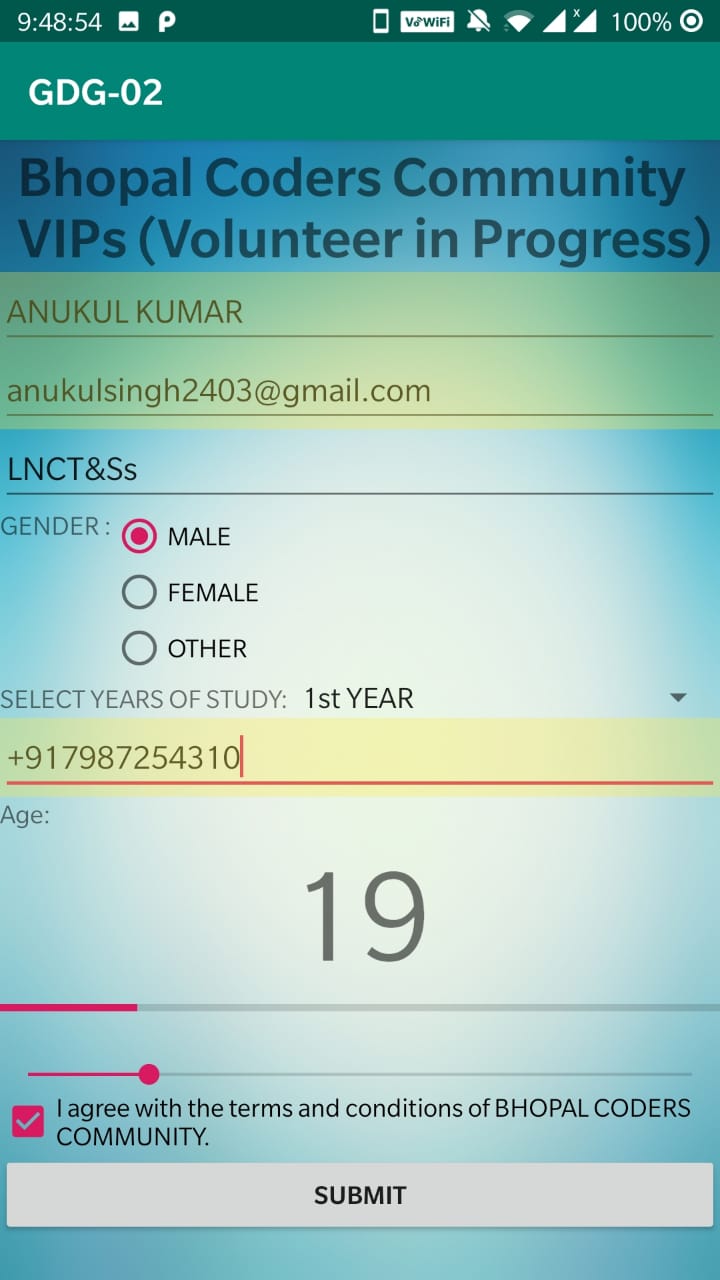 9:48:54 VoWiFi x 100%
GDG-02
Bhopal Coders Community
VIPs (Volunteer in Progress)
ANUKUL KUMAR
anukulsingh2403@gmail.com
LNCT&Ss
GENDER : MALE
FEMALE
OTHER
SELECT YEARS OF STUDY: 1st YEAR
+917987254310
Age:
19
I agree with the terms and conditions of BHOPAL CODERS
COMMUNITY.
SUBMIT